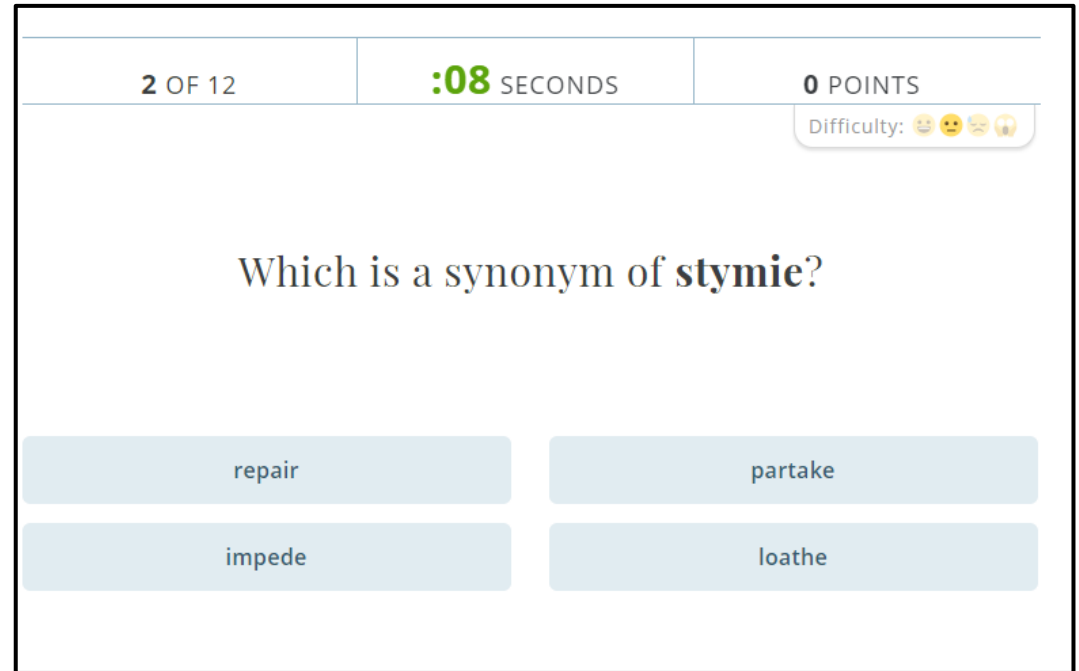 2 OF 12
:08 SECONDS
0 POINTS
Difficulty:
Which is a synonym of stymie?
repair
partake
impede
loathe